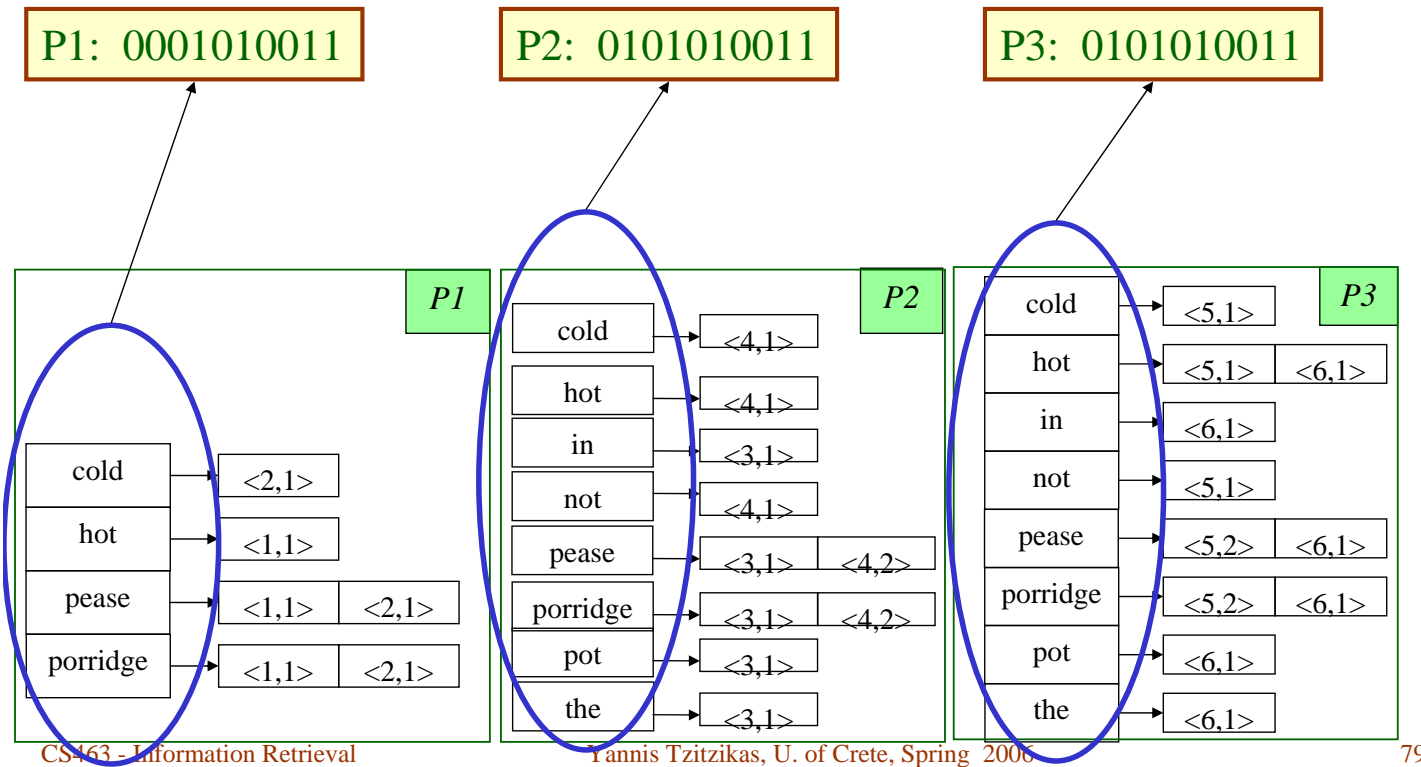 P1: 0001010011
P2: 0101010011
P3: 0101010011
P1
cold <2,1>
hot <1,1>
pease <1,1> <2,1>
porridge <1,1> <2,1>
P2
cold <4,1>
hot <4,1>
in <3,1>
not <4,1>
pease <3,1> <4,2>
porridge <3,1> <4,2>
pot <3,1>
the <3,1>
P3
cold <5,1>
hot <5,1> <6,1>
in <6,1>
not <5,1>
pease <5,2> <6,1>
porridge <5,2> <6,1>
pot <6,1>
the <6,1>
CS463 - Information Retrieval
Yannis Tzitzikas, U. of Crete, Spring 2006
79